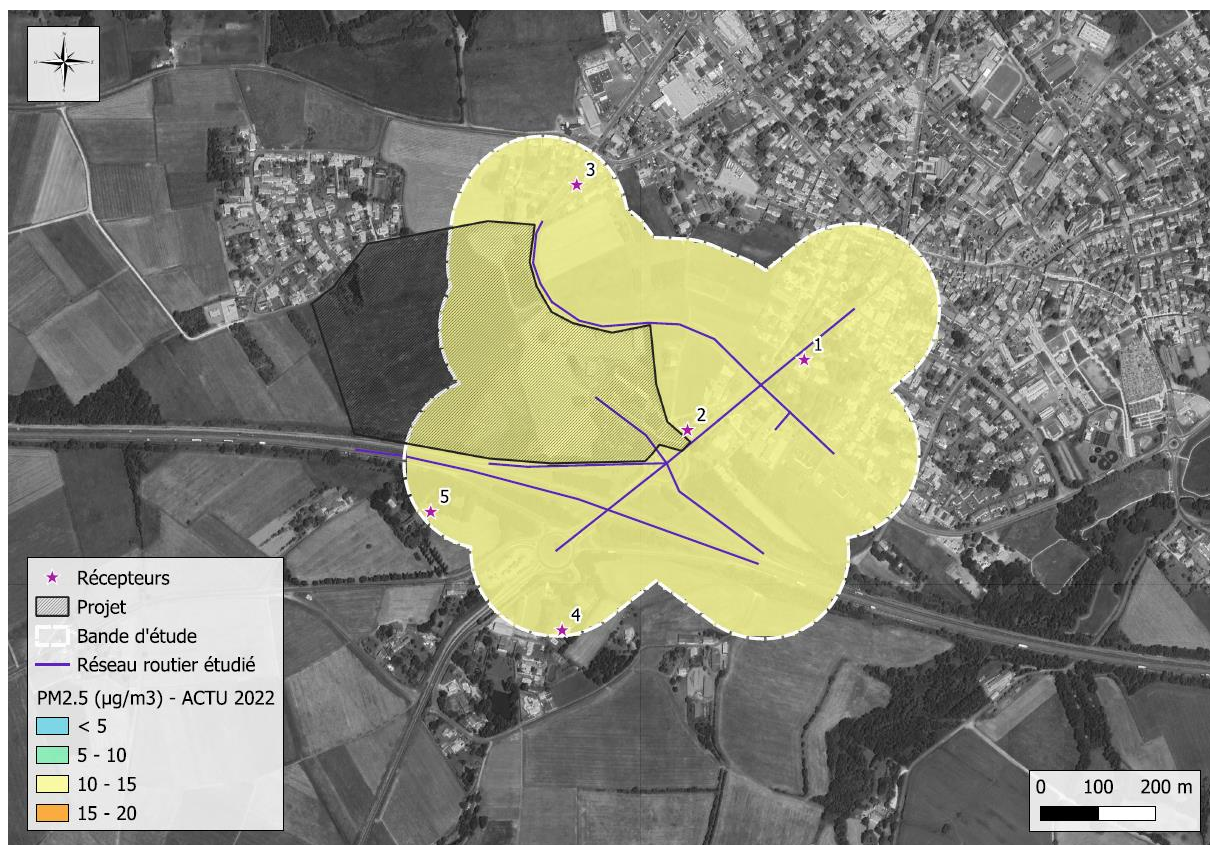 3
1
2
5
4
Récepteurs
Projet
Bande d'étude
Réseau routier étudié
PM2.5 (µg/m3) - ACTU 2022
< 5
5 - 10
10 - 15
15 - 20
0 100 200 m